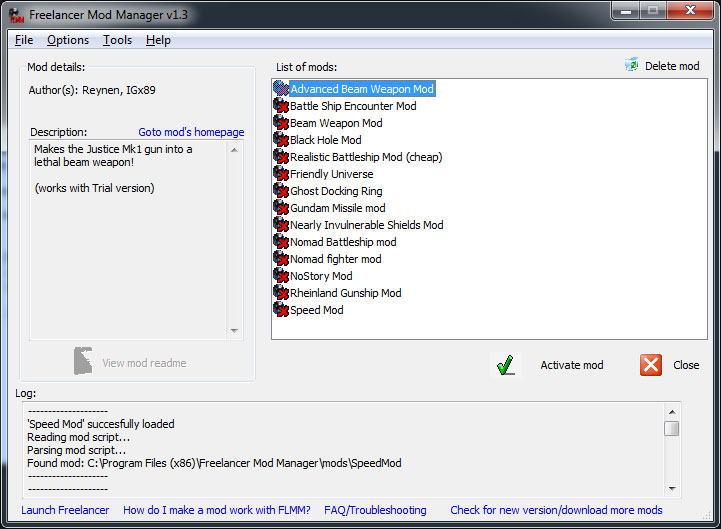 Freelancer Mod Manager v1.3
File Options Tools Help
Mod details:
Author(s): Reynen, IGx89
Description: Goto mod's homepage
Makes the Justice Mk1 gun into a
lethal beam weapon!
(works with Trial version)
View mod readme
List of mods:
Delete mod
Advanced Beam Weapon Mod
Battle Ship Encounter Mod
Beam Weapon Mod
Black Hole Mod
Realistic Battleship Mod (cheap)
Friendly Universe
Ghost Docking Ring
Gundam Missile mod
Nearly Invulnerable Shields Mod
Nomad Battleship mod
Nomad fighter mod
NoStory Mod
Rheinland Gunship Mod
Speed Mod
Activate mod
Close
Log:
--------------------
'Speed Mod' succesfully loaded
Reading mod script...
Parsing mod script...
Found mod: C:\Program Files (x86)\Freelancer Mod Manager\mods\SpeedMod
--------------------
--------------------
Launch Freelancer How do I make a mod work with FLMM? FAQ/Troubleshooting Check for new version/download more mods